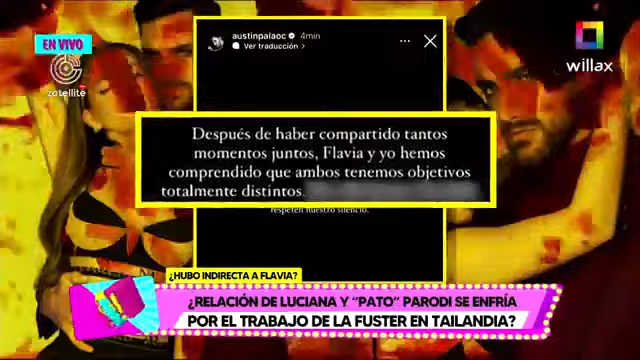 EN VIVO
zatellite
austinpalaoc 4min
Ver traducción >
willax
Después de haber compartido tantos
momentos juntos, Flavia y yo hemos
comprendido que ambos tenemos objetivos
totalmente distintos.
respeten nuestro silencio.
¿HUBO INDIRECTA A FLAVIA?
¿RELACIÓN DE LUCIANA Y "PATO" PARODI SE ENFRÍA
POR EL TRABAJO DE LA FUSTER EN TAILANDIA?